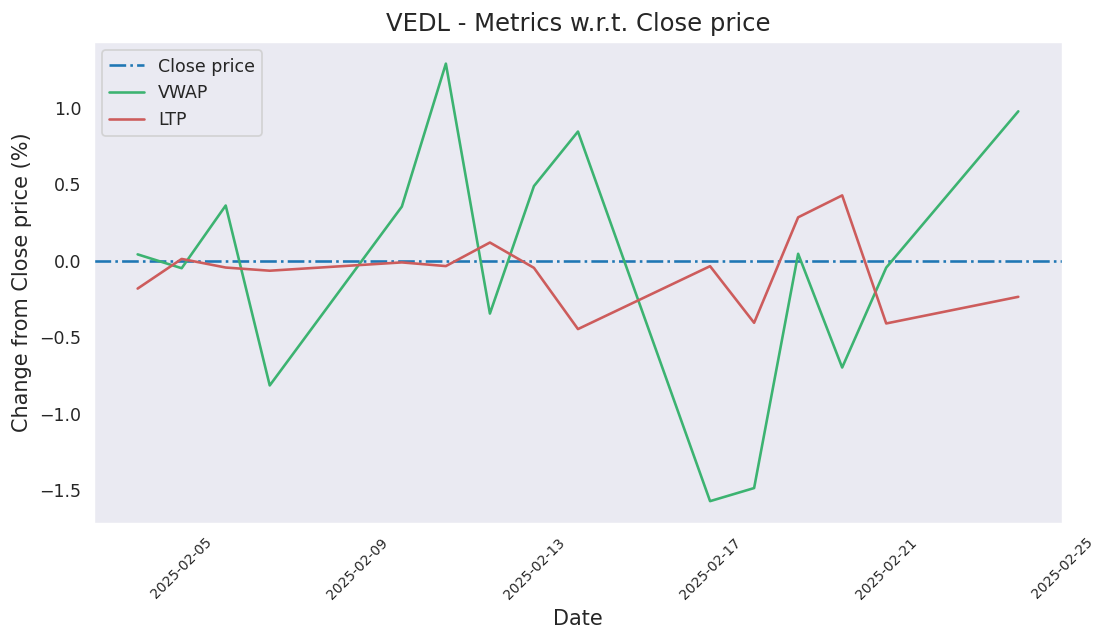 VEDL - Metrics w.r.t. Close price
Close price
VWAP
LTP
Change from Close price (%)
1.0
0.5
0.0
−0.5
−1.0
−1.5
2025-02-05
2025-02-09
2025-02-13
2025-02-17
2025-02-21
2025-02-25
Date